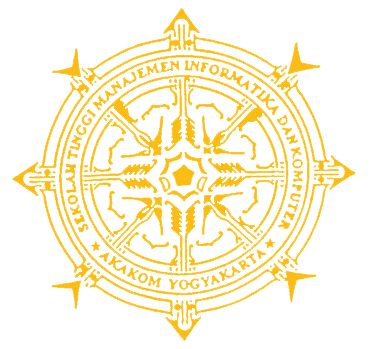 SEKOLAH TINGGI MANAJEMEN INFORMATIKA DAN KOMPUTER
AKAKOM YOGYAKARTA